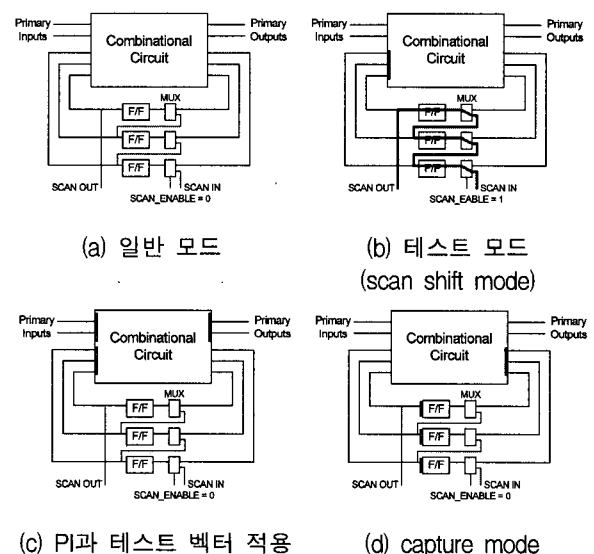 Primary
Inputs
Combinational
Circuit
Primary
Outputs
MUX
F/F
F/F
F/F
SCAN OUT
SCAN IN
SCAN_ENABLE = 0
(a) 일반 모드
Primary
Inputs
Combinational
Circuit
Primary
Outputs
MUX
F/F
F/F
F/F
SCAN OUT
SCAN IN
SCAN_EABLE = 1
(b) 테스트 모드
(scan shift mode)
Primary
Inputs
Combinational
Circuit
Primary
Outputs
MUX
F/F
F/F
F/F
SCAN OUT
SCAN IN
SCAN_ENABLE = 0
(c) PI과 테스트 벡터 적용
Primary
Inputs
Combinational
Circuit
Primary
Outputs
MUX
F/F
F/F
F/F
SCAN OUT
SCAN IN
SCAN_ENABLE = 0
(d) capture mode